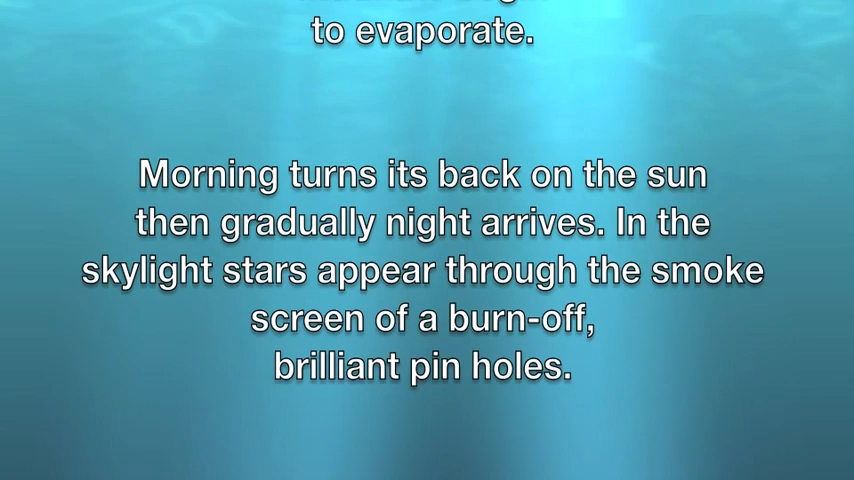 to evaporate.
Morning turns its back on the sun
then gradually night arrives. In the
skylight stars appear through the smoke
screen of a burn-off,
brilliant pin holes.